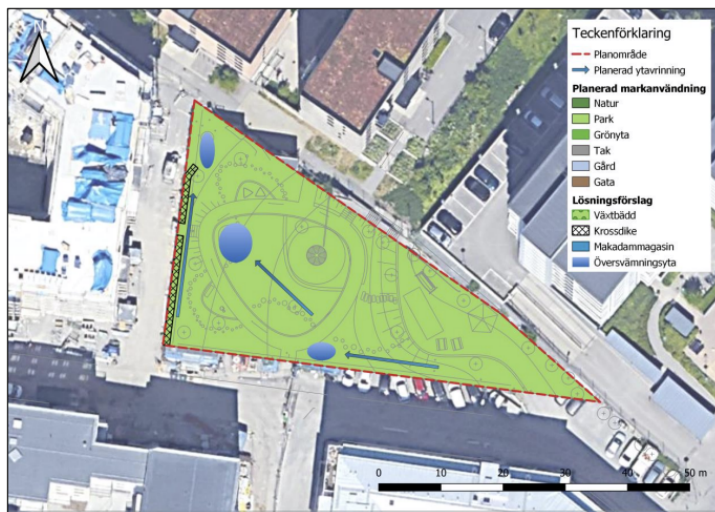 Teckenförklaring
Planområde
Planerad ytavrinning
Planerad markanvändning
Natur
Park
Grönyta
Tak
Gård
Gata
Lösningsförslag
Växtbädd
Krossdike
Makadammagasin
Översvämningsyta
0 10 20 30 40 50 m